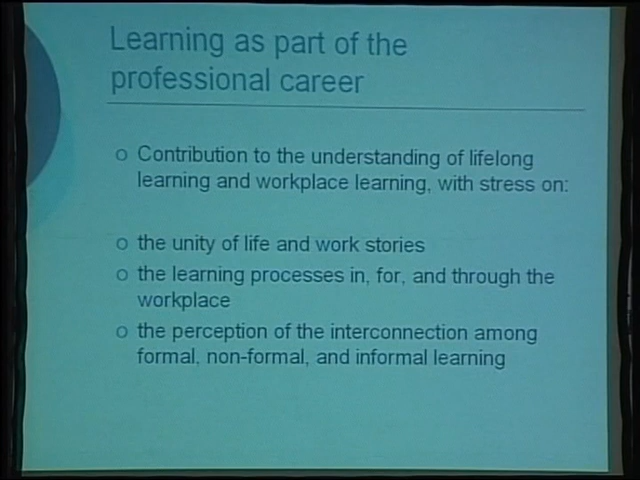 Learning as part of the
professional career
Contribution to the understanding of lifelong
learning and workplace learning, with stress on:
the unity of life and work stories
the learning processes in, for, and through the
workplace
the perception of the interconnection among
formal, non-formal, and informal learning